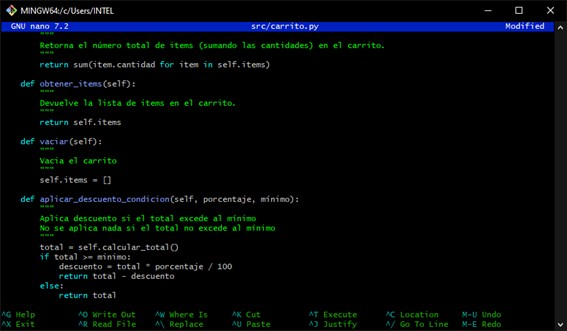 MINGW64:/c/Users/INTEL
GNU nano 7.2 src/carrito.py Modified
"""
Retorna el número total de items (sumando las cantidades) en el carrito.
"""
return sum(item.cantidad for item in self.items)
def obtener_items(self):
"""
Devuelve la lista de items en el carrito.
"""
return self.items
def vaciar(self):
"""
Vacia el carrito
"""
self.items = []
def aplicar_descuento_condicion(self, porcentaje, minimo):
"""
Aplica descuento si el total excede al mínimo
No se aplica nada si el total no excede al mínimo
"""
total = self.calcular_total()
if total >= minimo:
descuento = total * porcentaje / 100
return total - descuento
else:
return total
^G Help ^O Write Out ^W Where Is ^K Cut ^T Execute ^C Location M-U Undo
^X Exit ^R Read File ^\ Replace ^U Paste ^J Justify ^/ Go To Line M-E Redo